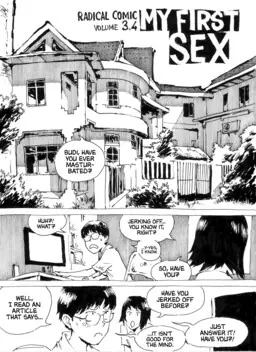 RADICAL COMIC
VOLUME 3.4
MY FIRST
SEX
BUDI, HAVE
YOU EVER
MASTUR-
BATED?
HUH?!
WHAT?
JERKING OFF...
YOU KNOW IT,
RIGHT?
Y-YES,
I KNOW.
SO, HAVE
YOU?
WELL,
I READ AN
ARTICLE
THAT SAYS...
HAVE YOU
JERKED OFF
BEFORE?
...IT ISN'T
GOOD FOR
THE MIND.
JUST
ANSWER IT!
HAVE YOU?!